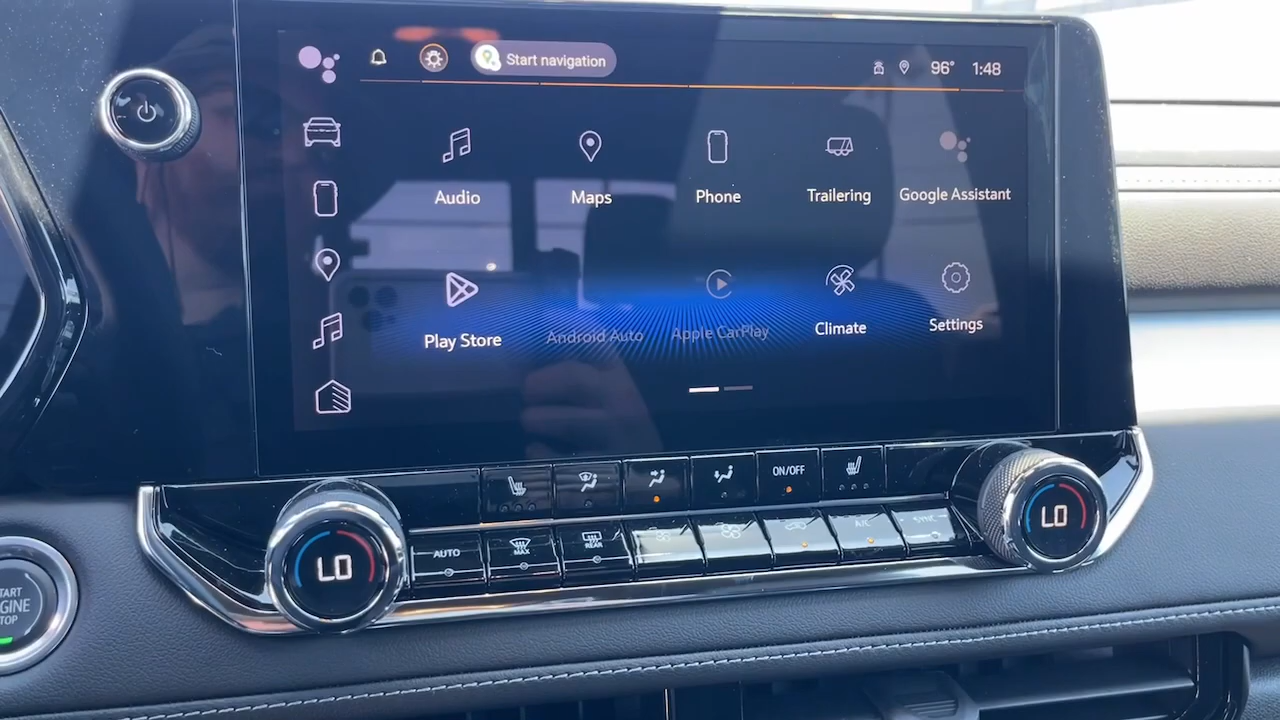 Start navigation
96°
1:48
Audio
Maps
Phone
Trailering
Google Assistant
Play Store
Android Auto
Apple CarPlay
Climate
Settings
ON/OFF
LO
AUTO
MAX
REAR
A/C
SYNC
LO
START
ENGINE
STOP